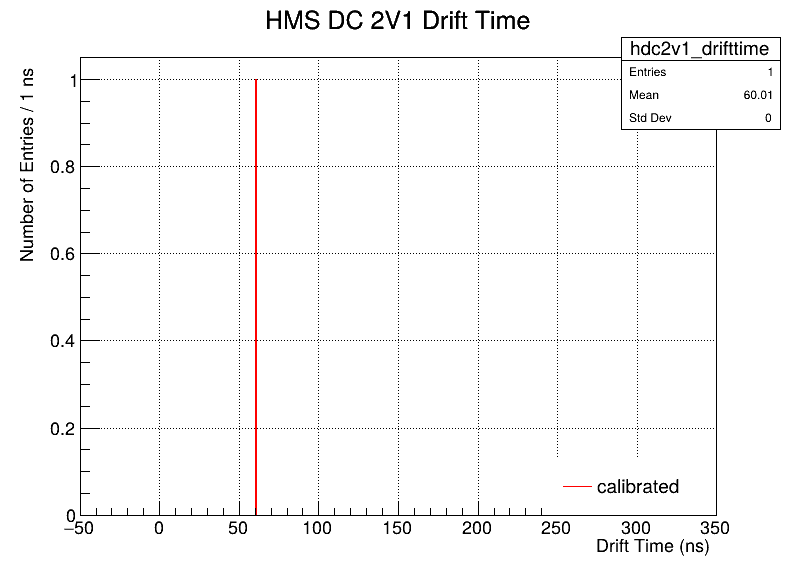 HMS DC 2V1 Drift Time
hdc2v1_drifttime
Entries 1
Mean 60.01
Std Dev 0
Number of Entries / 1 ns
1
0.8
0.6
0.4
0.2
0
−50 0 50 100 150 200 250 300 350
Drift Time (ns)
calibrated